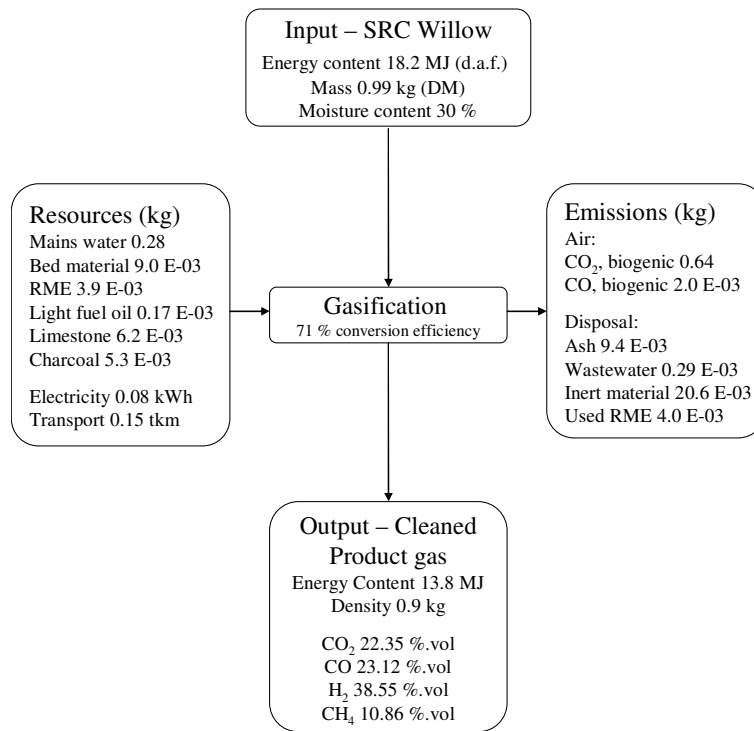 Input – SRC Willow
Energy content 18.2 MJ (d.a.f.)
Mass 0.99 kg (DM)
Moisture content 30 %
Resources (kg)
Mains water 0.28
Bed material 9.0 E-03
RME 3.9 E-03
Light fuel oil 0.17 E-03
Limestone 6.2 E-03
Charcoal 5.3 E-03
Electricity 0.08 kWh
Transport 0.15 tkm
Gasification
71 % conversion efficiency
Emissions (kg)
Air:
CO₂, biogenic 0.64
CO, biogenic 2.0 E-03
Disposal:
Ash 9.4 E-03
Wastewater 0.29 E-03
Inert material 20.6 E-03
Used RME 4.0 E-03
Output – Cleaned
Product gas
Energy Content 13.8 MJ
Density 0.9 kg
CO₂ 22.35 %.vol
CO 23.12 %.vol
H₂ 38.55 %.vol
CH₄ 10.86 %.vol